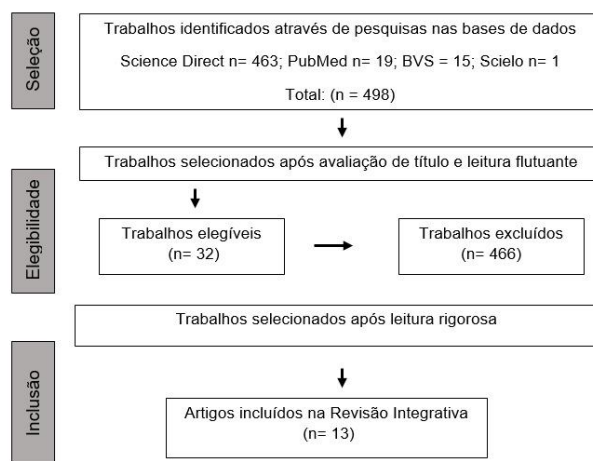 Seleção
Trabalhos identificados através de pesquisas nas bases de dados
Science Direct n= 463; PubMed n= 19; BVS = 15; Scielo n= 1
Total: (n = 498)
Elegibilidade
Trabalhos selecionados após avaliação de título e leitura flutuante
Trabalhos elegíveis
(n= 32)
Trabalhos excluídos
(n= 466)
Inclusão
Trabalhos selecionados após leitura rigorosa
Artigos incluídos na Revisão Integrativa
(n= 13)